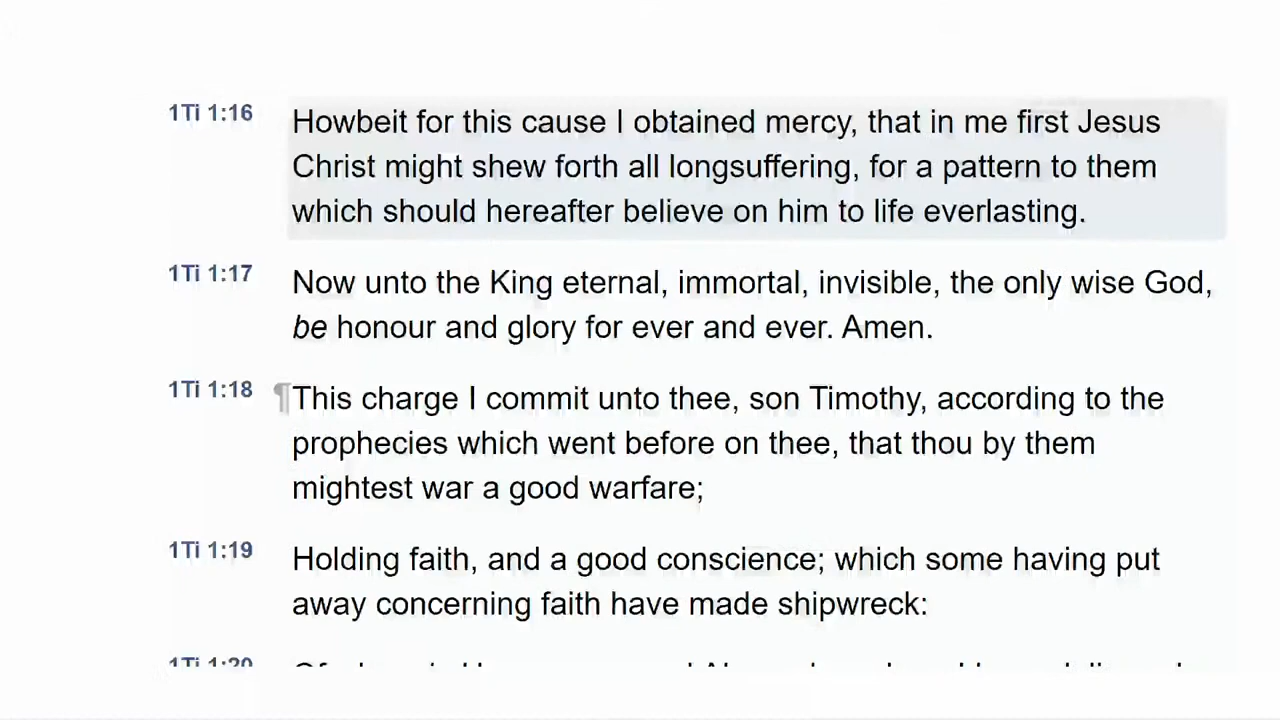 1Ti 1:16 Howbeit for this cause I obtained mercy, that in me first Jesus
Christ might shew forth all longsuffering, for a pattern to them
which should hereafter believe on him to life everlasting.
1Ti 1:17 Now unto the King eternal, immortal, invisible, the only wise God,
be honour and glory for ever and ever. Amen.
1Ti 1:18 ¶This charge I commit unto thee, son Timothy, according to the
prophecies which went before on thee, that thou by them
mightest war a good warfare;
1Ti 1:19 Holding faith, and a good conscience; which some having put
away concerning faith have made shipwreck:
1Ti 1:20